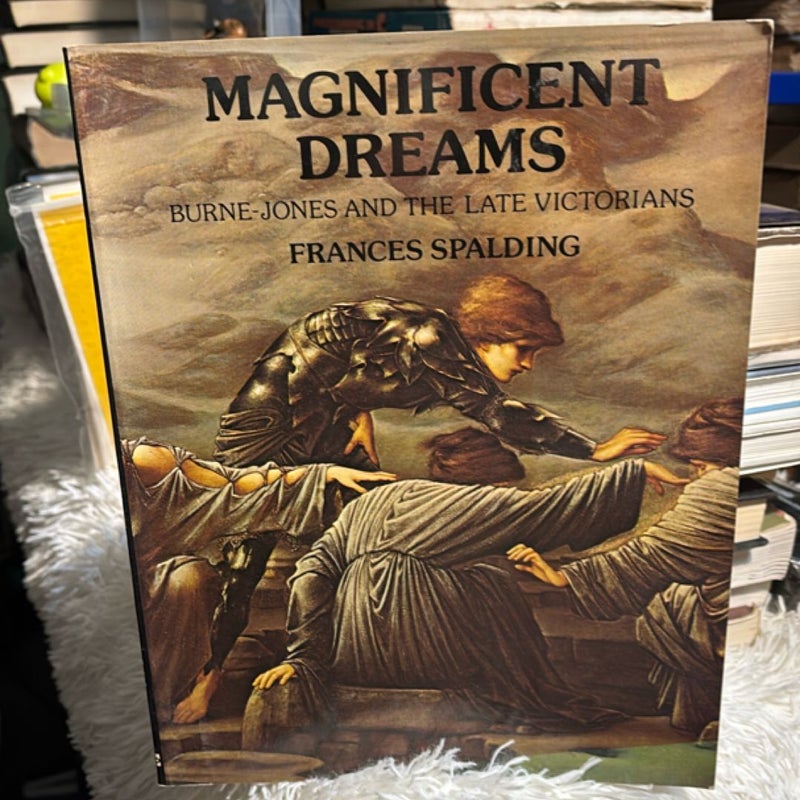 MAGNIFICENT
DREAMS
BURNE-JONES AND THE LATE VICTORIANS
FRANCES SPALDING